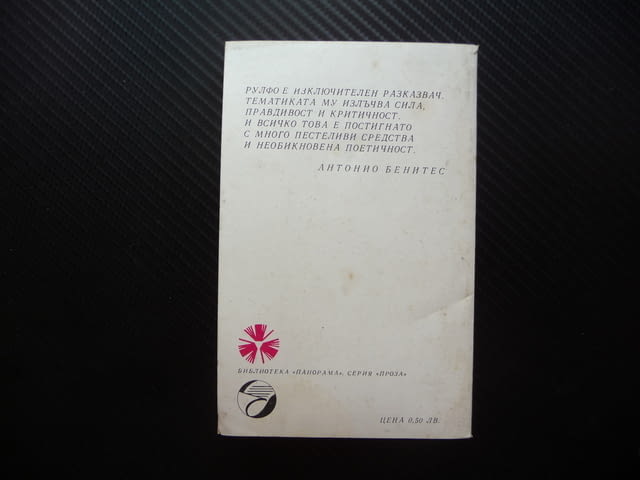 РУЛФО Е ИЗКЛЮЧИТЕЛЕН РАЗКАЗВАЧ.
ТЕМАТИКАТА МУ ИЗЛЪЧВА СИЛА,
ПРАВДИВОСТ И КРИТИЧНОСТ.
И ВСИЧКО ТОВА Е ПОСТИГНАТО
С МНОГО ПЕСТЕЛИВИ СРЕДСТВА
И НЕОБИКНОВЕНА ПОЕТИЧНОСТ.
АНТОНИО БЕНИТЕС
БИБЛИОТЕКА «ПАНОРАМА». СЕРИЯ «ПРОЗА»
ЦЕНА 0,50 ЛВ.